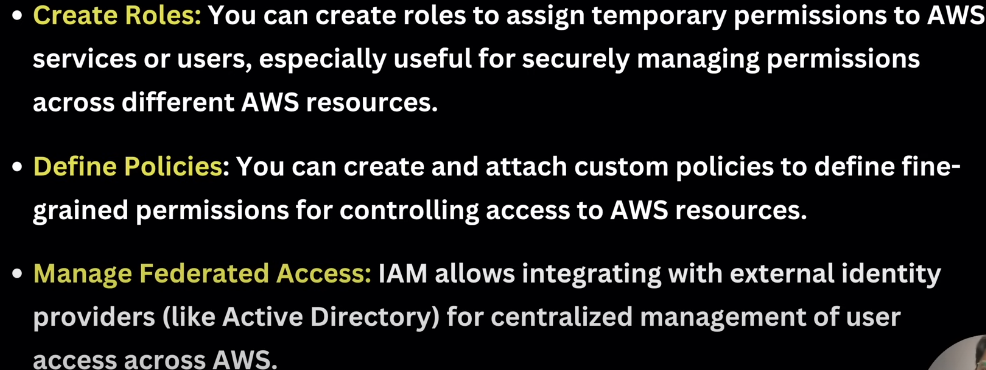 • Create Roles: You can create roles to assign temporary permissions to AWS
services or users, especially useful for securely managing permissions
across different AWS resources.
• Define Policies: You can create and attach custom policies to define fine-
grained permissions for controlling access to AWS resources.
• Manage Federated Access: IAM allows integrating with external identity
providers (like Active Directory) for centralized management of user
access across AWS.